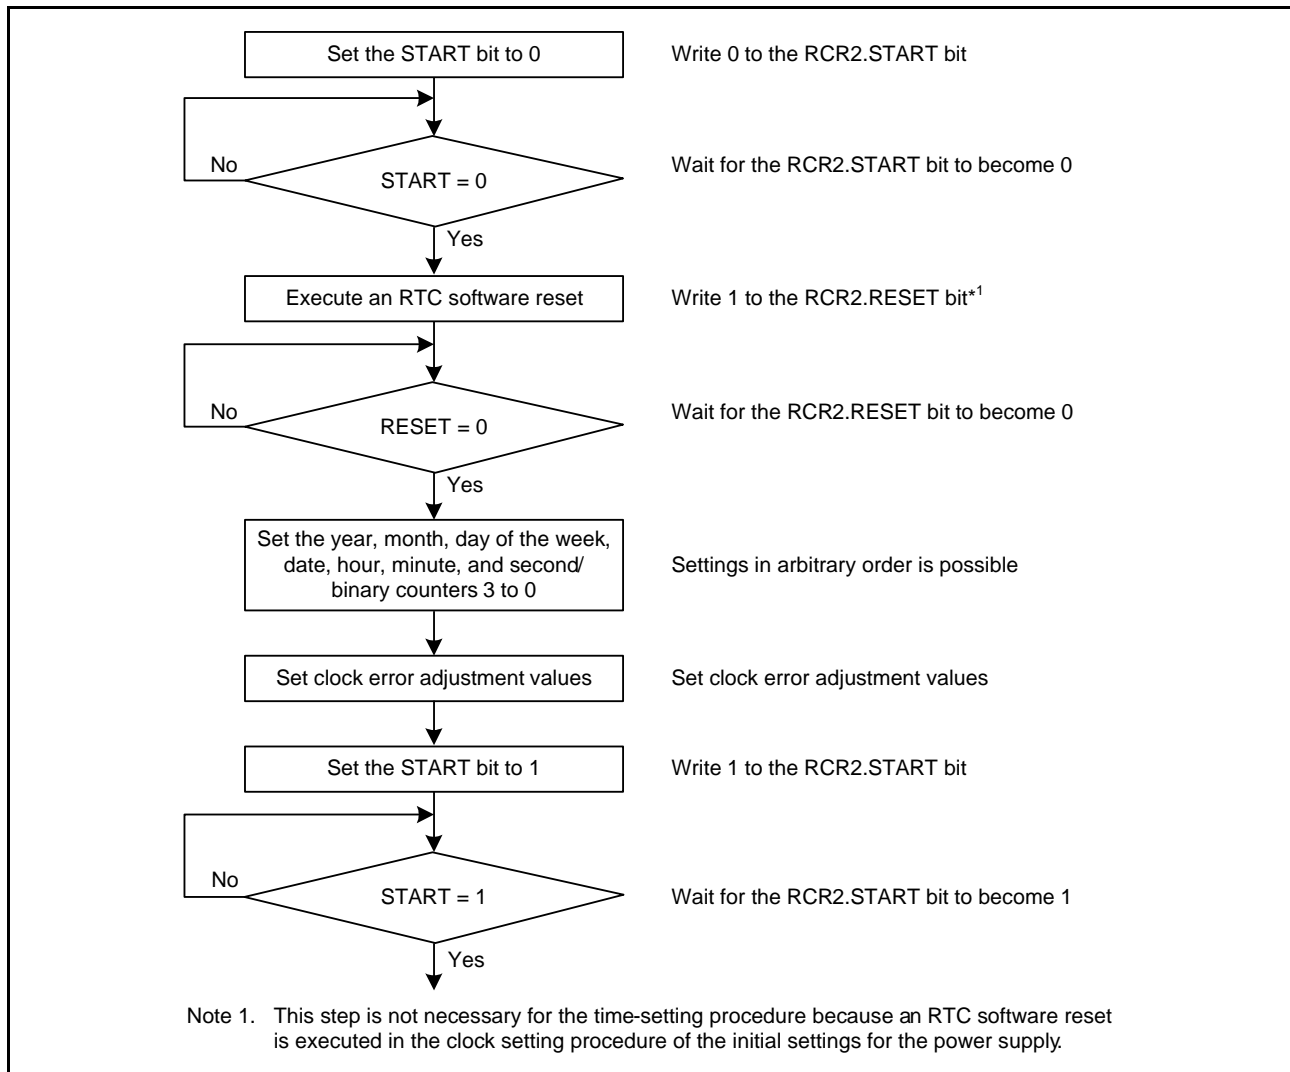 Set the START bit to 0
Write 0 to the RCR2.START bit
No
START = 0
Wait for the RCR2.START bit to become 0
Yes
Execute an RTC software reset
Write 1 to the RCR2.RESET bit*1
No
RESET = 0
Wait for the RCR2.RESET bit to become 0
Yes
Set the year, month, day of the week,
date, hour, minute, and second/
binary counters 3 to 0
Settings in arbitrary order is possible
Set clock error adjustment values
Set clock error adjustment values
Set the START bit to 1
Write 1 to the RCR2.START bit
No
START = 1
Wait for the RCR2.START bit to become 1
Yes
Note 1. This step is not necessary for the time-setting procedure because an RTC software reset
is executed in the clock setting procedure of the initial settings for the power supply.